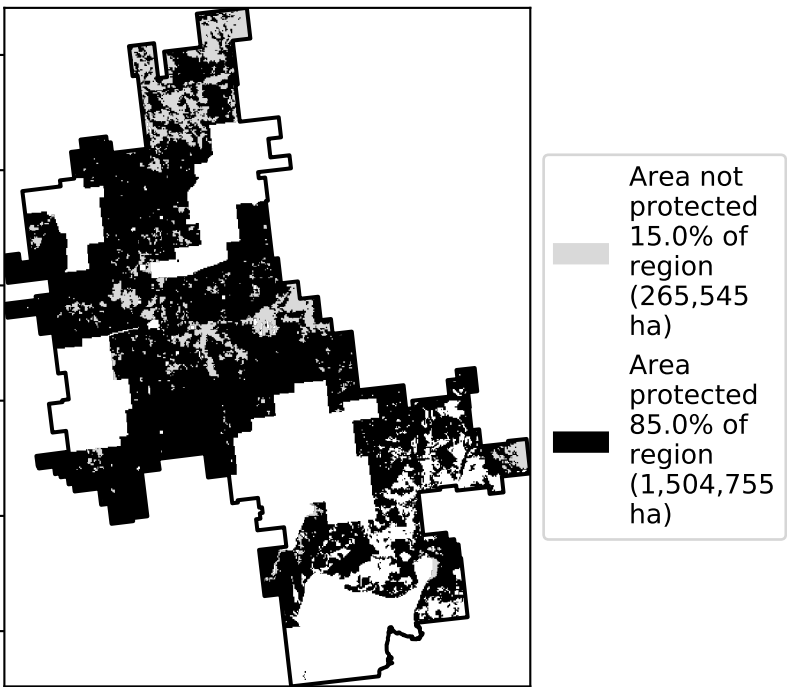 Area not
protected
15.0% of
region
(265,545
ha)
Area
protected
85.0% of
region
(1,504,755
ha)